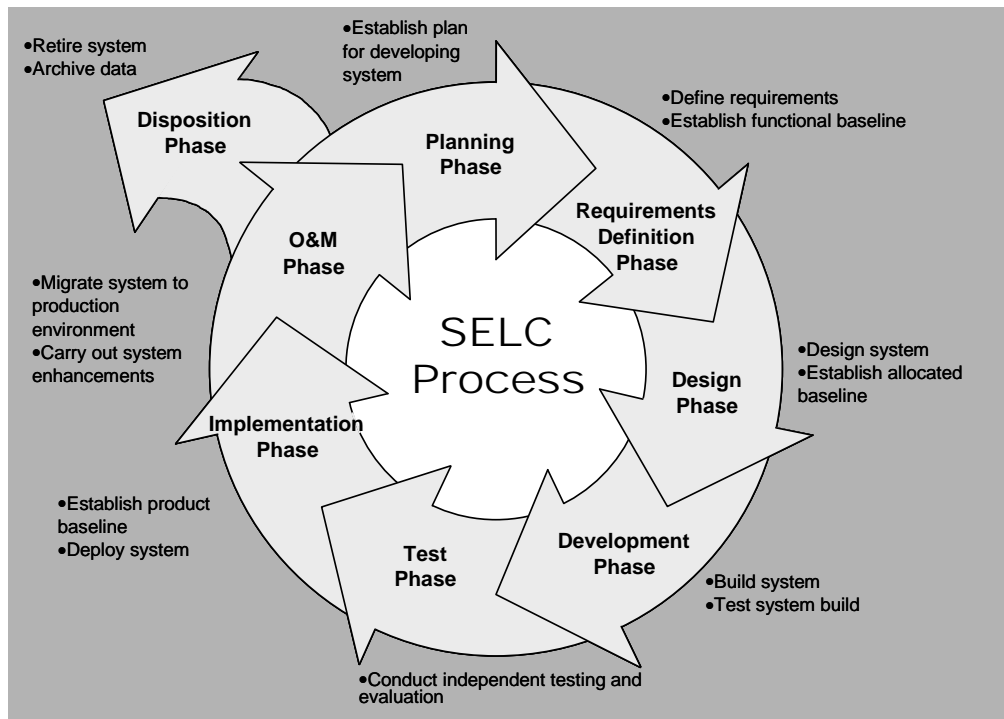 •Retire system
•Archive data
Disposition
Phase
•Establish plan
for developing
system
Planning
Phase
•Define requirements
•Establish functional baseline
Requirements
Definition
Phase
•Design system
•Establish allocated
baseline
Design
Phase
•Build system
•Test system build
Development
Phase
•Conduct independent testing and
evaluation
Test
Phase
•Establish product
baseline
•Deploy system
Implementation
Phase
•Migrate system to
production
environment
•Carry out system
enhancements
O&M
Phase
SELC
Process